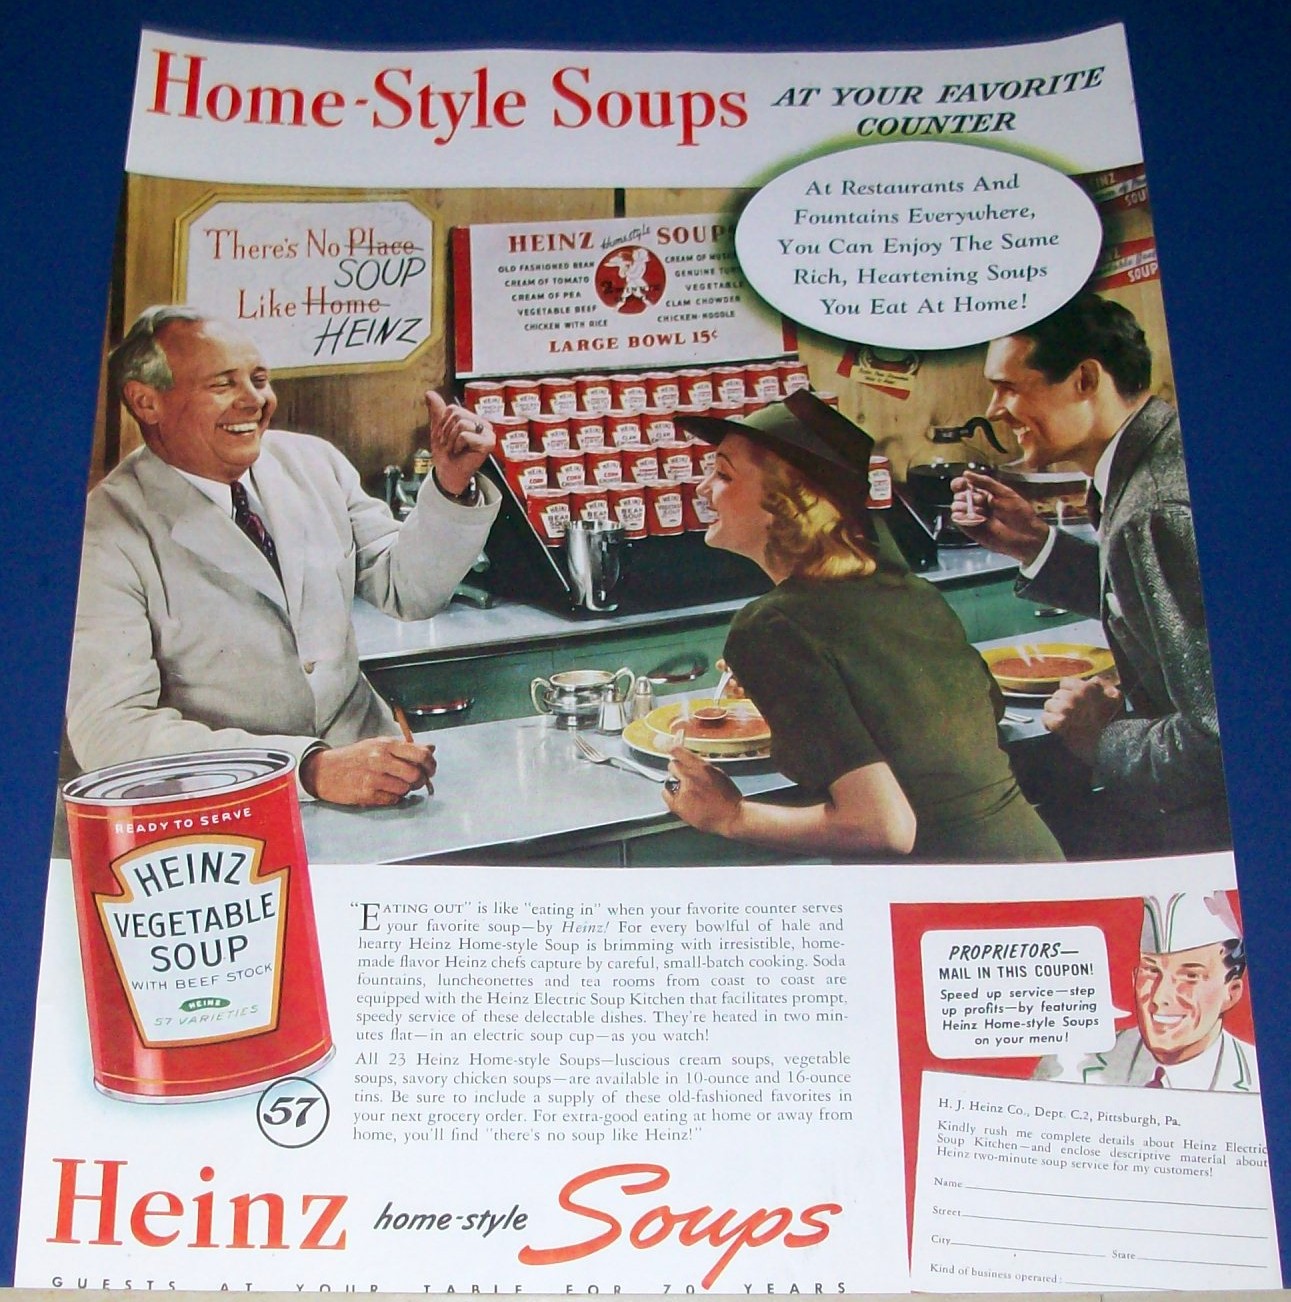 Home-Style Soups
AT YOUR FAVORITE
COUNTER
At Restaurants And
Fountains Everywhere,
You Can Enjoy The Same
Rich, Heartening Soups
You Eat At Home!
There's No Place
SOUP
Like Home
HEINZ
HEINZ home-style SOUPS
OLD FASHIONED BEAN
CREAM OF TOMATO
CREAM OF PEA
VEGETABLE BEEF
CHICKEN WITH RICE
CREAM OF
GENUINE
VEGETABLE
CLAM CHOWDER
CHICKEN-NOODLE
LARGE BOWL 15¢
SOUP
READY TO SERVE
HEINZ
VEGETABLE
SOUP
WITH BEEF STOCK
HEINZ
57 VARIETIES
57
"EATING OUT" is like "eating in" when your favorite counter serves
your favorite soup—by Heinz! For every bowlful of hale and
hearty Heinz Home-style Soup is brimming with irresistible, home-
made flavor Heinz chefs capture by careful, small-batch cooking. Soda
fountains, luncheonettes and tea rooms from coast to coast are
equipped with the Heinz Electric Soup Kitchen that facilitates prompt,
speedy service of these delectable dishes. They're heated in two min-
utes flat—in an electric soup cup—as you watch!
All 23 Heinz Home-style Soups—luscious cream soups, vegetable
soups, savory chicken soups—are available in 10-ounce and 16-ounce
tins. Be sure to include a supply of these old-fashioned favorites in
your next grocery order. For extra-good eating at home or away from
home, you'll find "there's no soup like Heinz!"
PROPRIETORS—
MAIL IN THIS COUPON!
Speed up service—step
up profits—by featuring
Heinz Home-style Soups
on your menu!
H. J. Heinz Co., Dept. C.2, Pittsburgh, Pa.
Kindly rush me complete details about Heinz Electric
Soup Kitchen—and enclose descriptive material about
Heinz two-minute soup service for my customers!
Name
Street
City State
Kind of business operated:
Heinz home-style Soups
GUESTS AT YOUR TABLE FOR 70 YEARS